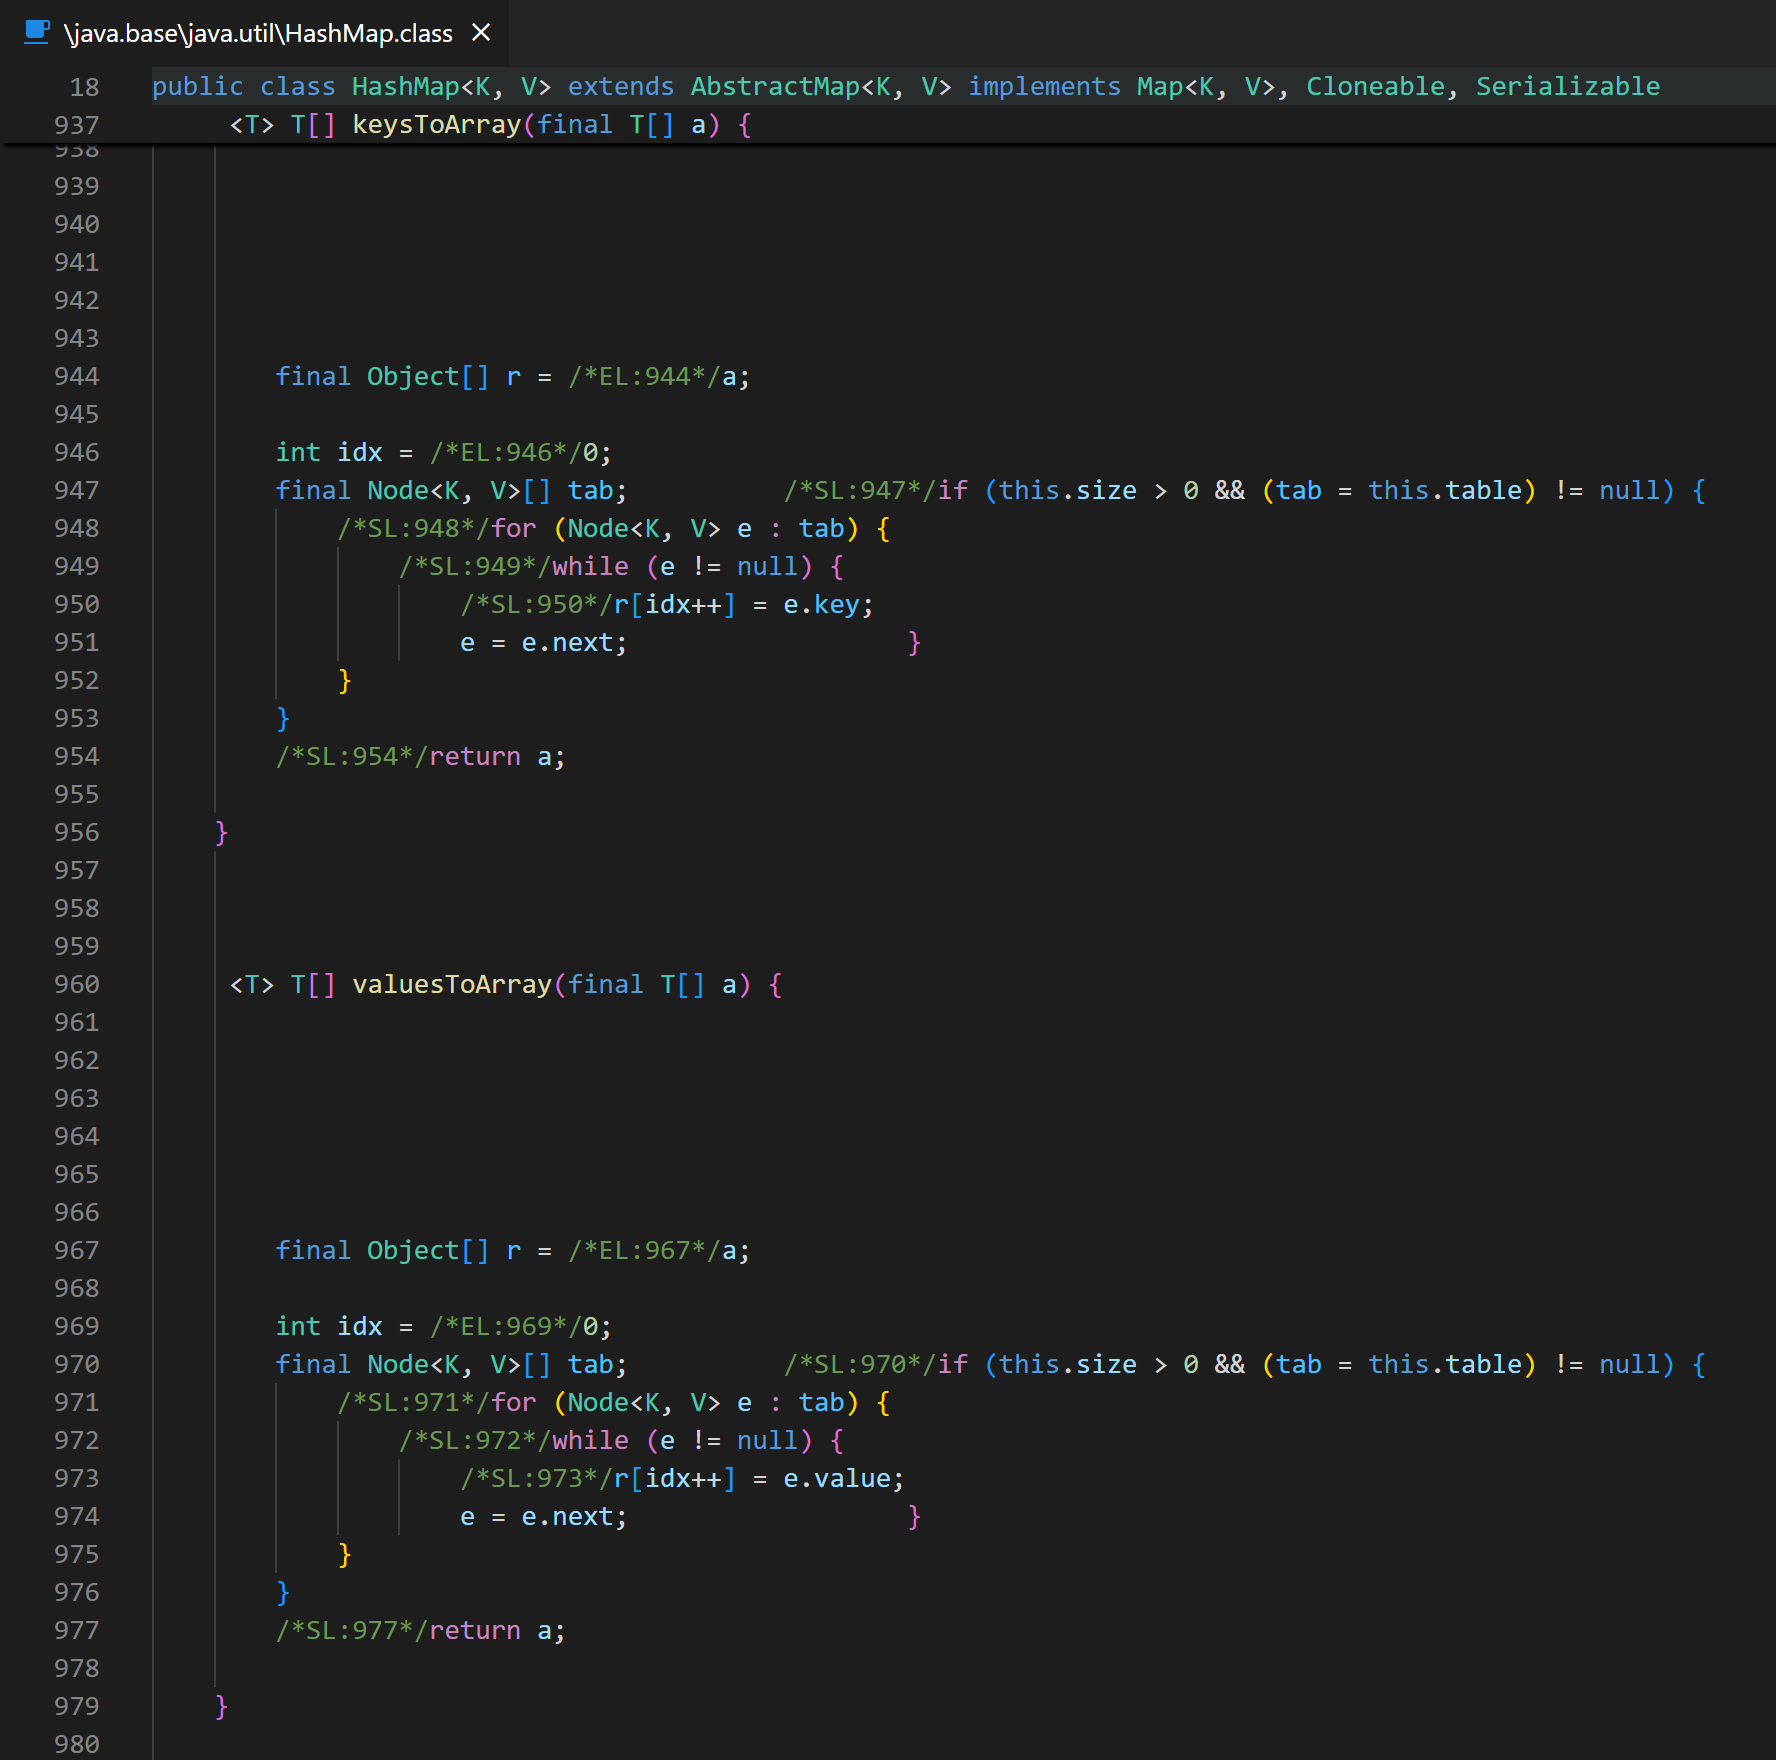 \java.base\java.util\HashMap.class ×
18 public class HashMap<K, V> extends AbstractMap<K, V> implements Map<K, V>, Cloneable, Serializable
937 <T> T[] keysToArray(final T[] a) {
938
939
940
941
942
943
944 final Object[] r = /*EL:944*/a;
945
946 int idx = /*EL:946*/0;
947 final Node<K, V>[] tab; /*SL:947*/if (this.size > 0 && (tab = this.table) != null) {
948 /*SL:948*/for (Node<K, V> e : tab) {
949 /*SL:949*/while (e != null) {
950 /*SL:950*/r[idx++] = e.key;
951 e = e.next; }
952 }
953 }
954 /*SL:954*/return a;
955
956 }
957
958
959
960 <T> T[] valuesToArray(final T[] a) {
961
962
963
964
965
966
967 final Object[] r = /*EL:967*/a;
968
969 int idx = /*EL:969*/0;
970 final Node<K, V>[] tab; /*SL:970*/if (this.size > 0 && (tab = this.table) != null) {
971 /*SL:971*/for (Node<K, V> e : tab) {
972 /*SL:972*/while (e != null) {
973 /*SL:973*/r[idx++] = e.value;
974 e = e.next; }
975 }
976 }
977 /*SL:977*/return a;
978
979 }
980